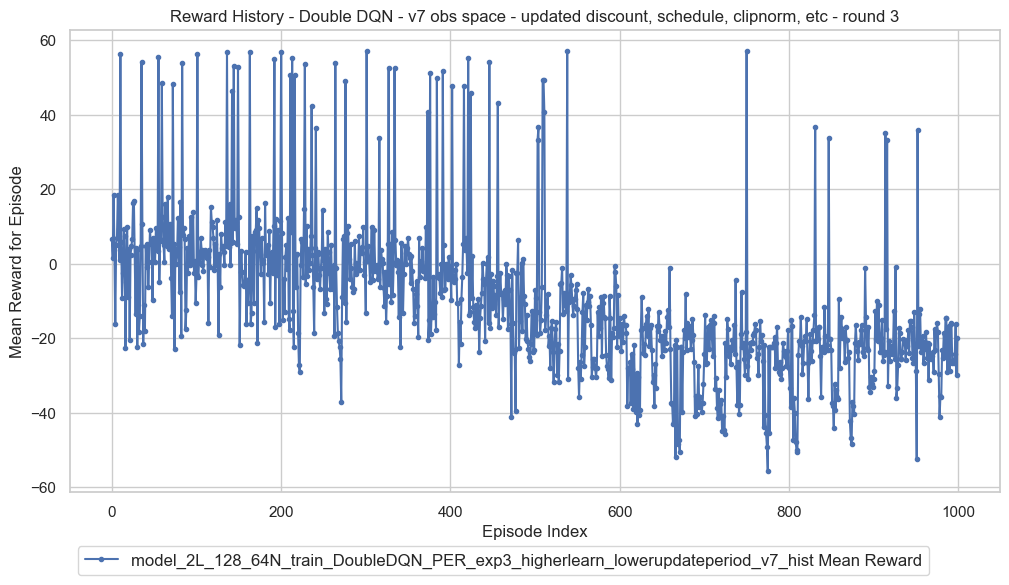 Reward History - Double DQN - v7 obs space - updated discount, schedule, clipnorm, etc - round 3
60
40
20
0
−20
−40
−60
Mean Reward for Episode
0 200 400 600 800 1000
Episode Index
model_2L_128_64N_train_DoubleDQN_PER_exp3_higherlearn_lowerupdateperiod_v7_hist Mean Reward